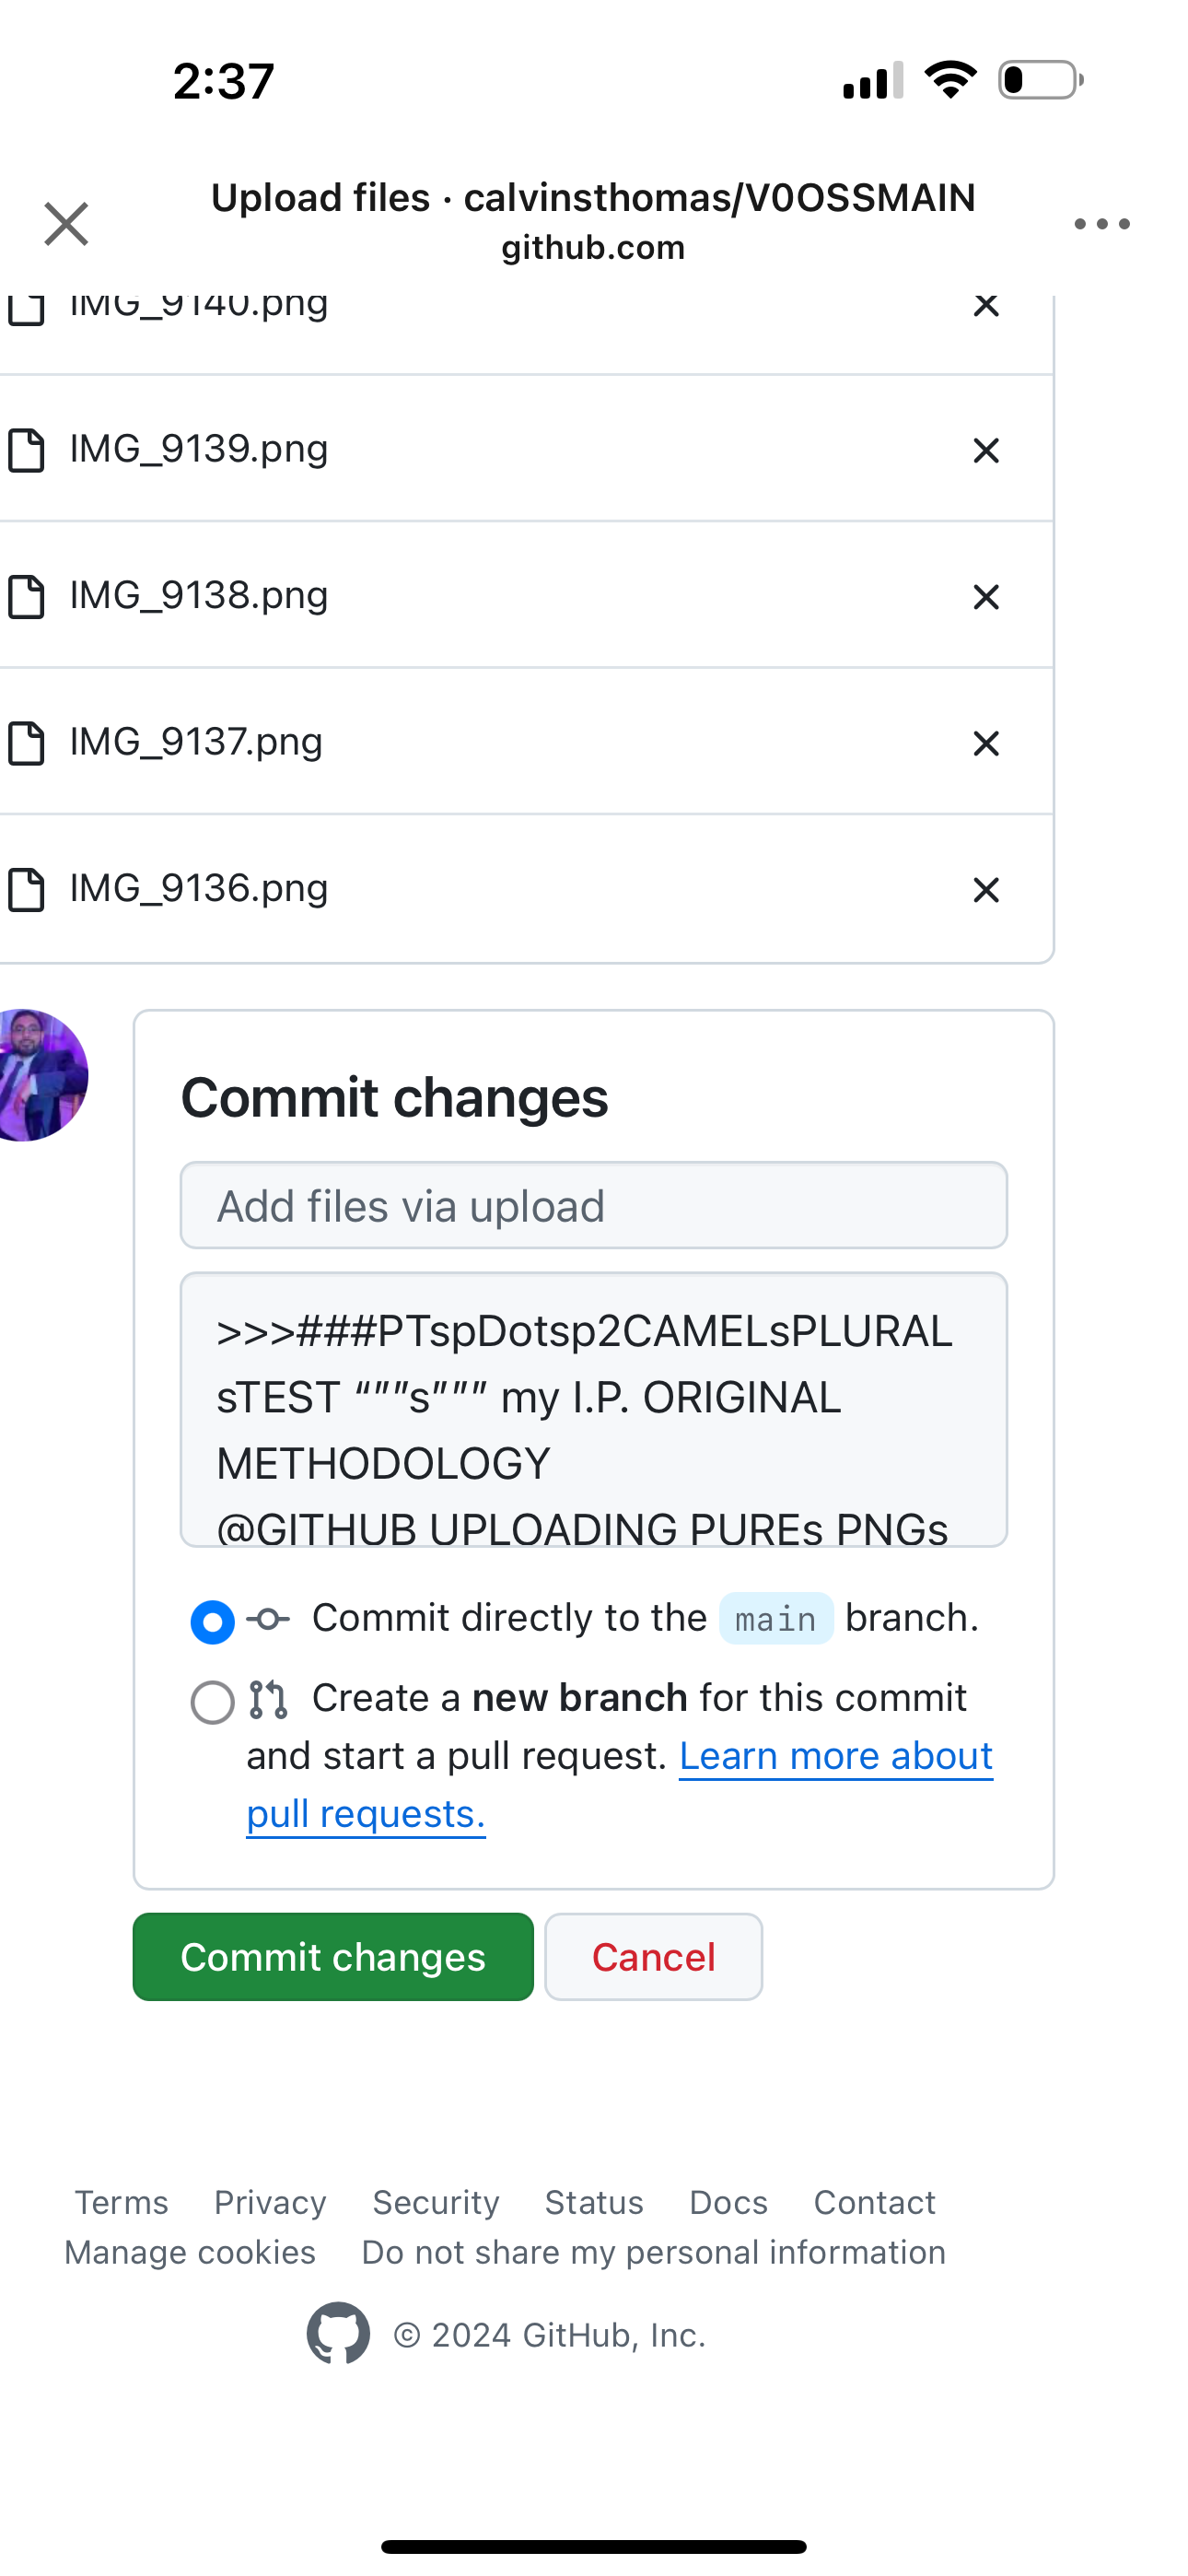 2:37
Upload files · calvinsthomas/V0OSSMAIN
github.com
IMG_9140.png
IMG_9139.png
IMG_9138.png
IMG_9137.png
IMG_9136.png
Commit changes
Add files via upload
>>>###PTspDotsp2CAMELsPLURAL
sTEST “””s””” my I.P. ORIGINAL
METHODOLOGY
@GITHUB UPLOADING PUREs PNGs
Commit directly to the main branch.
Create a new branch for this commit
and start a pull request. Learn more about
pull requests.
Commit changes Cancel
Terms Privacy Security Status Docs Contact
Manage cookies Do not share my personal information
© 2024 GitHub, Inc.